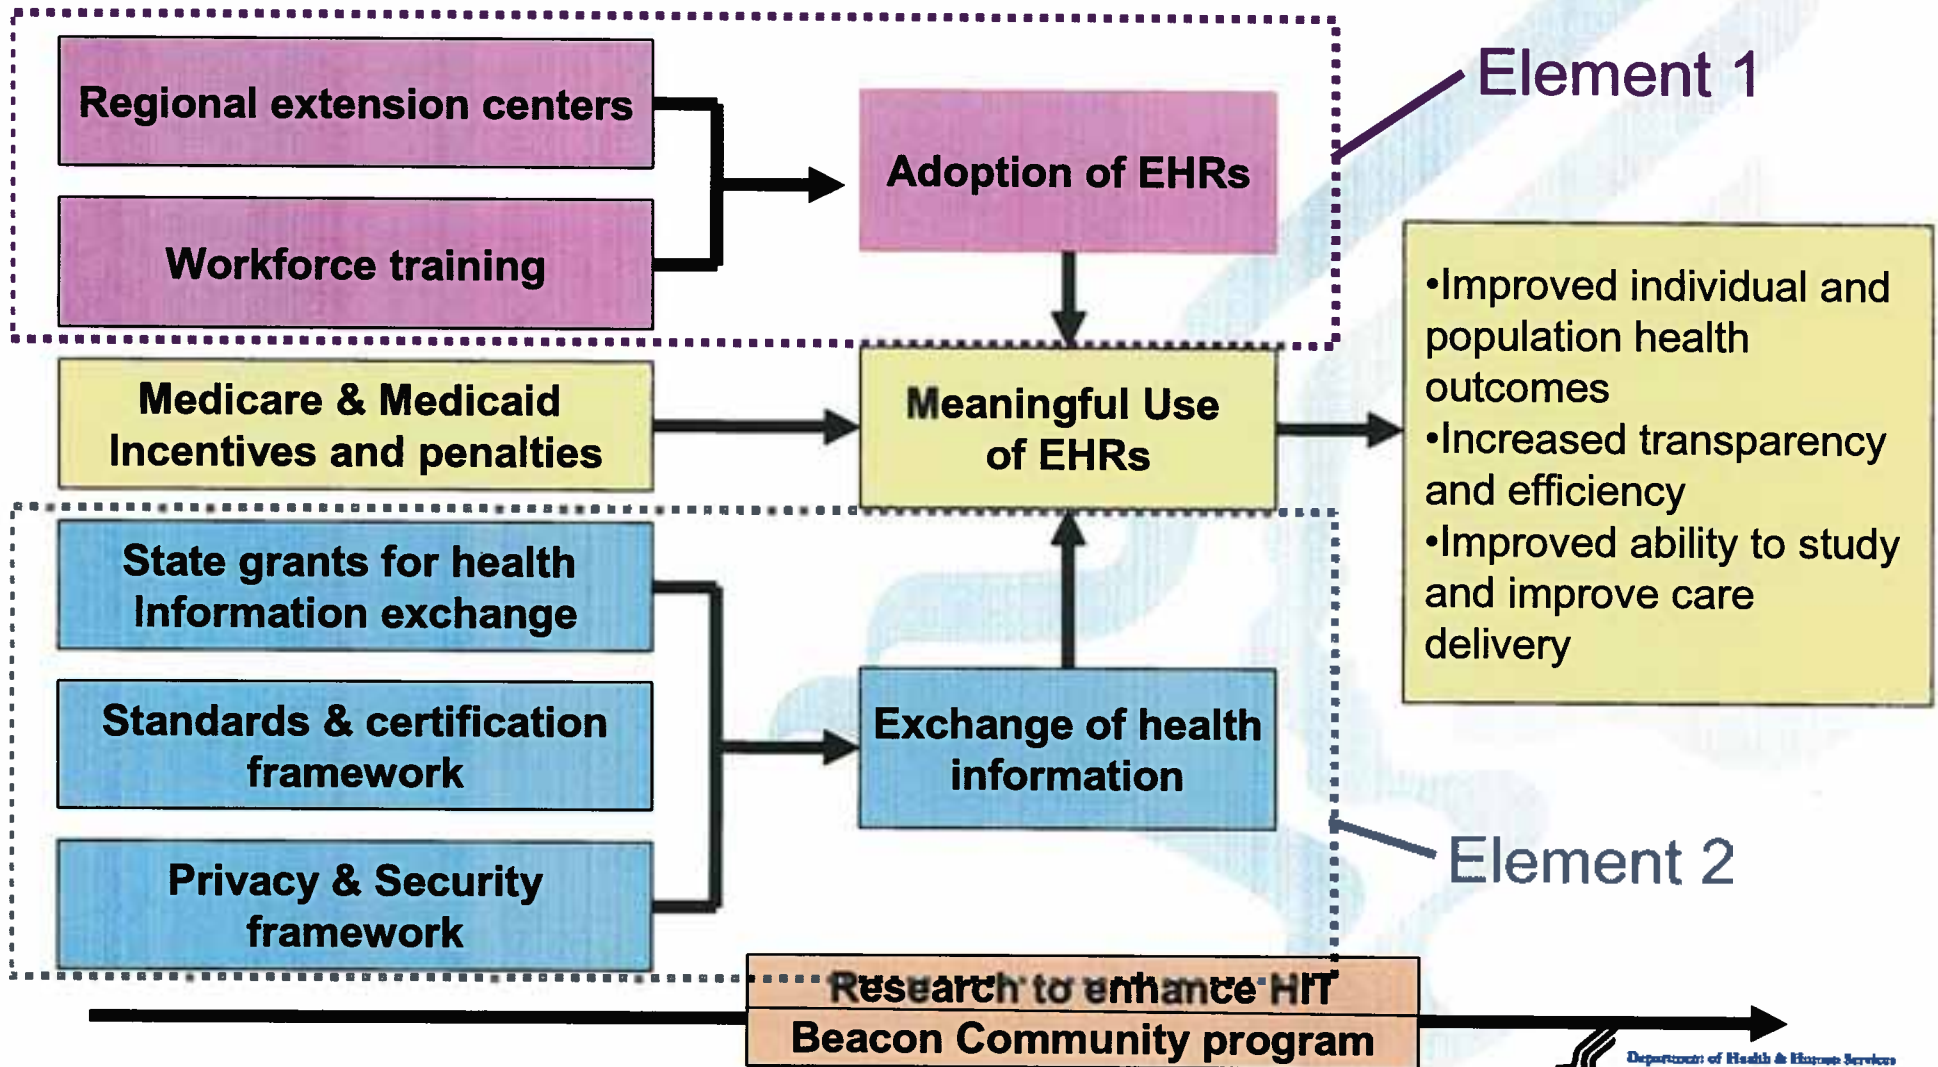 Element 1
Regional extension centers
Adoption of EHRs
Workforce training
Medicare & Medicaid
Incentives and penalties
Meaningful Use
of EHRs
•Improved individual and
population health
outcomes
•Increased transparency
and efficiency
•Improved ability to study
and improve care
delivery
State grants for health
Information exchange
Standards & certification
framework
Exchange of health
information
Privacy & Security
framework
Element 2
Research to enhance HIT
Beacon Community program
Department of Health & Human Services